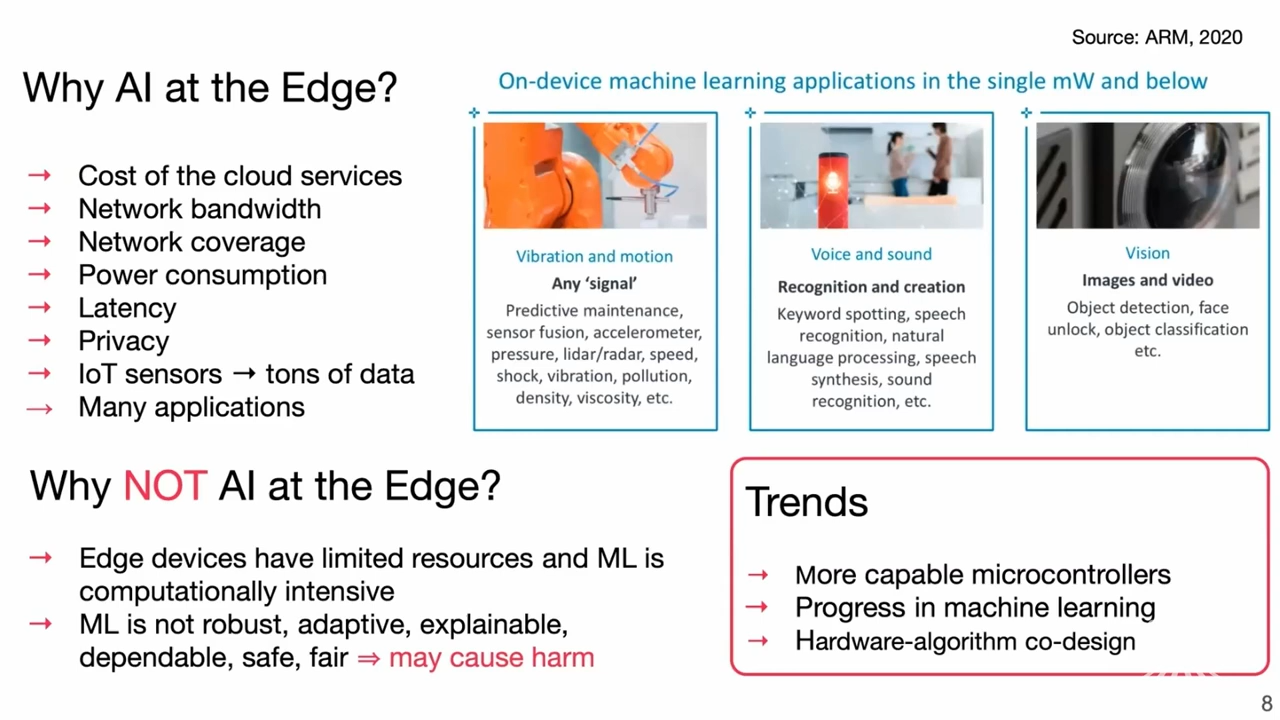 Source: ARM, 2020
Why AI at the Edge?
→ Cost of the cloud services
→ Network bandwidth
→ Network coverage
→ Power consumption
→ Latency
→ Privacy
→ IoT sensors → tons of data
→ Many applications
On-device machine learning applications in the single mW and below
Vibration and motion
Any ‘signal’
Predictive maintenance,
sensor fusion, accelerometer,
pressure, lidar/radar, speed,
shock, vibration, pollution,
density, viscosity, etc.
Voice and sound
Recognition and creation
Keyword spotting, speech
recognition, natural
language processing, speech
synthesis, sound
recognition, etc.
Vision
Images and video
Object detection, face
unlock, object classification
etc.
Why NOT AI at the Edge?
→ Edge devices have limited resources and ML is
computationally intensive
→ ML is not robust, adaptive, explainable,
dependable, safe, fair ⇒ may cause harm
Trends
→ More capable microcontrollers
→ Progress in machine learning
→ Hardware-algorithm co-design
8